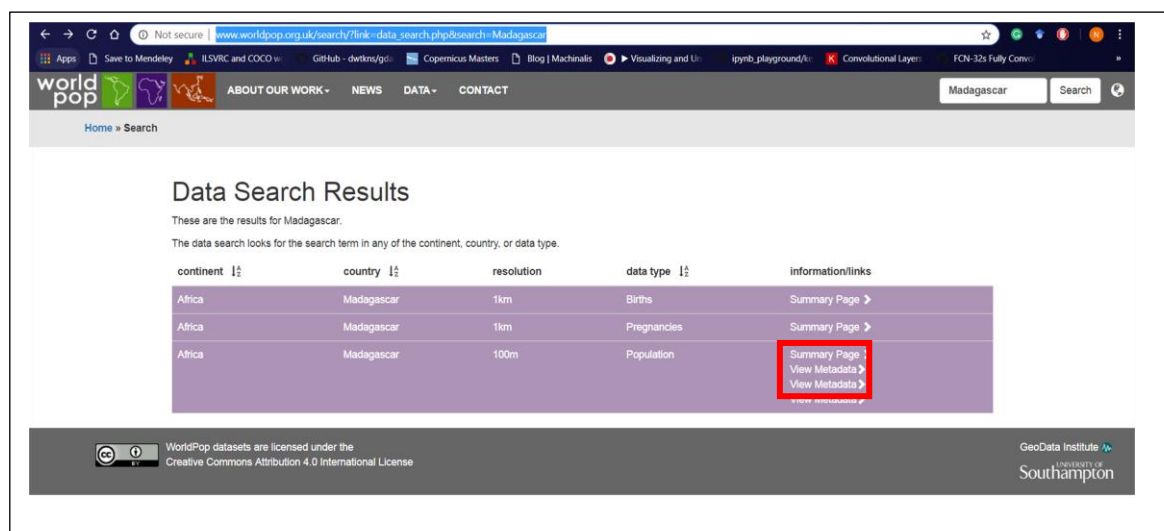 Not secure | www.worldpop.org.uk/search/?link=data_search.php&search=Madagascar
Apps Save to Mendeley ILSVRC and COCO w GitHub - dwtkns/gd Copernicus Masters Blog | Machinalis ► Visualizing and Un ipynb_playground/ke Convolutional Layers FCN-32s Fully Convo »
world pop ABOUT OUR WORK NEWS DATA CONTACT Madagascar Search
Home » Search
Data Search Results
These are the results for Madagascar.
The data search looks for the search term in any of the continent, country, or data type.
continent country resolution data type information/links
Africa Madagascar 1km Births Summary Page
Africa Madagascar 1km Pregnancies Summary Page
Africa Madagascar 100m Population Summary Page
View Metadata
View Metadata
View Metadata
WorldPop datasets are licensed under the
Creative Commons Attribution 4.0 International License
cc BY
GeoData Institute
UNIVERSITY OF
Southampton